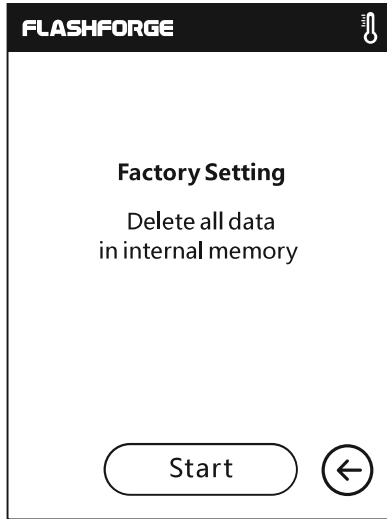 FLASHFORGE
Factory Setting
Delete all data
in internal memory
Start